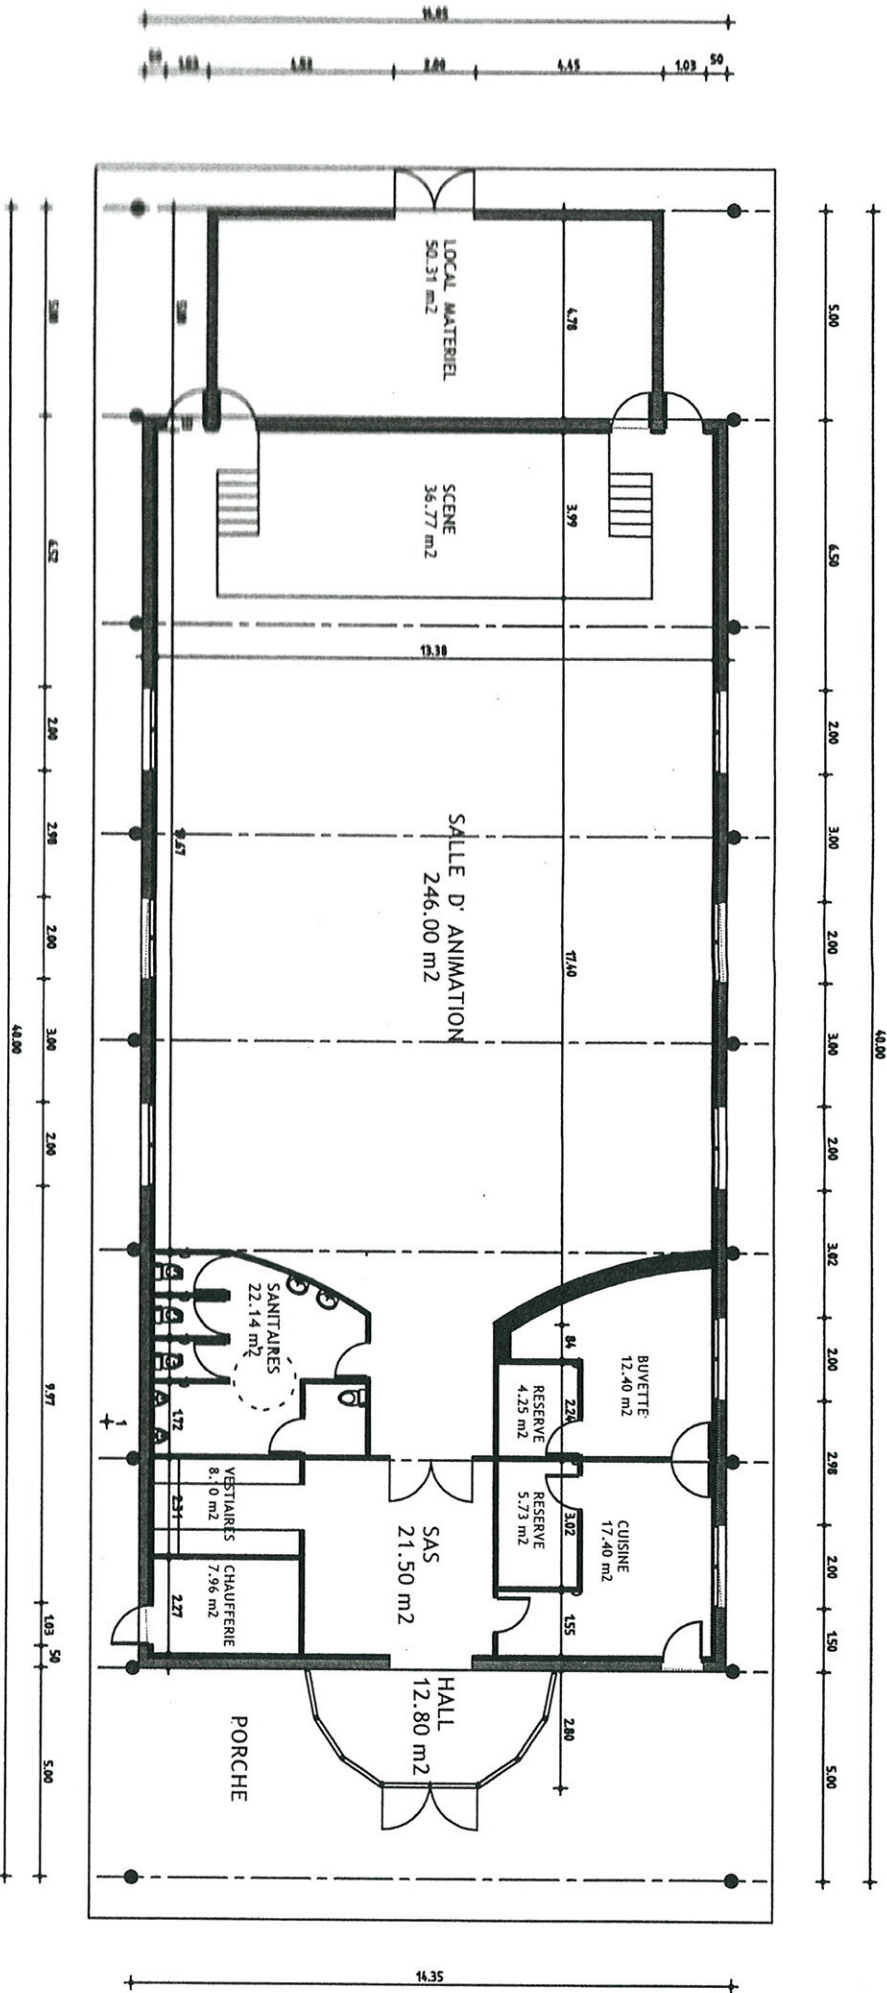 5.00
6.50
2.00
3.00
2.00
3.00
2.00
3.02
2.00
2.98
2.00
1.50
5.00
40.00
2.00
4.45
1.03
50
LOCAL MATERIEL
50.31 m2
4.78
SCENE
36.77 m2
3.99
13.38
SALLE D' ANIMATION
246.00 m2
17.40
SANITAIRES
22.14 m2
1.72
BUVETTE
12.40 m2
84
RESERVE
4.25 m2
2.24
RESERVE
5.73 m2
3.02
CUISINE
17.40 m2
1.55
VESTIAIRES
8.10 m2
2.31
CHAUFFERIE
7.96 m2
2.27
SAS
21.50 m2
HALL
12.80 m2
2.80
PORCHE
1
2.00
2.98
2.00
3.00
2.00
9.97
1.03
50
5.00
40.00
14.35